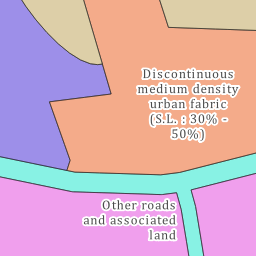 Discontinuous
medium density
urban fabric
(S.L. : 30% -
50%)
Other roads
and associated
land